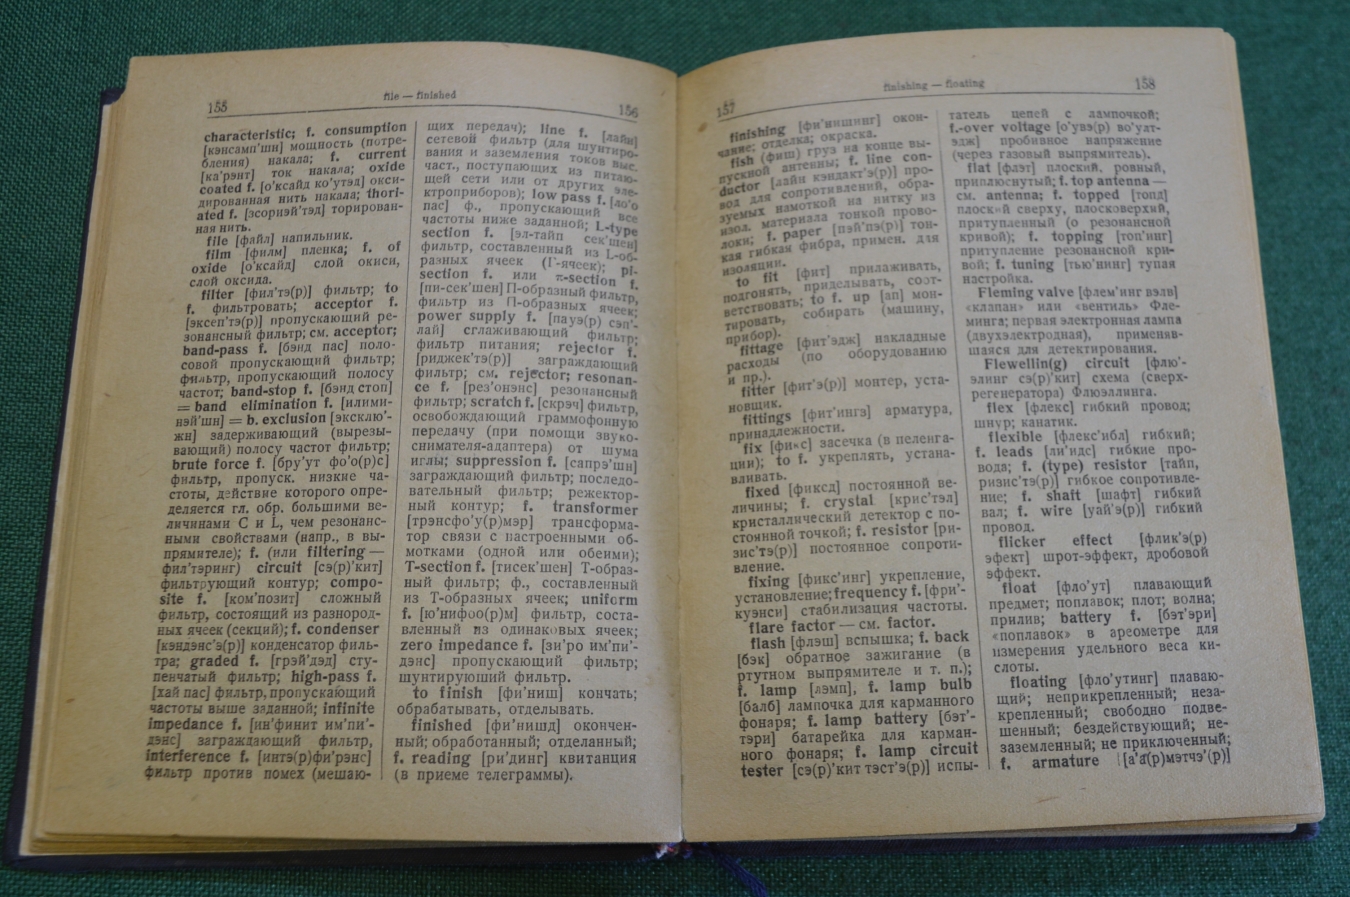 155
file — finished
156
characteristic; f. consumption
[кэнсамп'шн] мощность (потре-
бления) накала; f. current
[ка'рэнт] ток накала; oxide
coated f. [о'ксайд ко'утэд] окси-
дированная нить накала; thori-
ated f. [зсорнэй'тэд] торирован-
ная нить.
file [файл] напильник.
film [филм] пленка; f. of
oxide [о'ксайд] слой окиси,
слой оксида.
filter [фил'тэ(р)] фильтр; to
f. фильтровать; acceptor f.
[эксеп'тэ(р)] пропускающий ре-
зонансный фильтр; см. acceptor;
band-pass f. [бэнд пас] поло-
совой пропускающий фильтр;
фильтр, пропускающий полосу
частот; band-stop f. [бэнд стоп]
= band elimination f. [илими-
нэй'шн] = b. exclusion [эксклю'-
жн] задерживающий (вырезы-
вающий) полосу частот фильтр;
brute force f. [бру'ут фо'о(р)с]
фильтр, пропуск. низкие ча-
стоты, действие которого опре-
деляется гл. обр. большими ве-
личинами C и L, чем резонанс-
ными свойствами (напр., в вы-
прямителе); f. (или filtering —
фил'тэринг) circuit [сэ(р)'кит]
фильтрующий контур; compo-
site f. [ком'позит] сложный
фильтр, состоящий из разнород-
ных ячеек (секций); f. condenser
[кэндэнс'э(р)] конденсатор филь-
тра; graded f. [грэй'дэд] сту-
пенчатый фильтр; high-pass f.
[хай пас] фильтр, пропускающий
частоты выше заданной; infinite
impedance f. [ин'финит им'пи'-
дэнс] заграждающий фильтр,
interference f. [интэ(р)фи'рэнс]
фильтр против помех (мешаю-
щих передач); line f. [лайн]
сетевой фильтр (для шунтиро-
вания и заземления токов выс.
част., поступающих из питаю-
щей сети или от других эле-
ктроприборов); low pass f. [ло'о
пас] ф., пропускающий все
частоты ниже заданной; L-type
section f. [эл-тайп сек'шен]
фильтр, составленный из L-об-
разных ячеек (Г-ячеек); pi-
section f. или π-section f.
[пи-сек'шен] П-образный фильтр,
фильтр из П-образных ячеек;
power supply f. [пауэ(р) сэп'-
лай] сглаживающий фильтр;
фильтр питания; rejector f.
[риджек'тэ(р)] заграждающий
фильтр; см. rejector; resonan-
ce f. [рез'онэнс] резонансный
фильтр; scratch f. [скрэч] фильтр,
освобождающий граммофонную
передачу (при помощи звуко-
снимателя-адаптера) от шума
иглы; suppression f. [сапрэ'шн]
заграждающий фильтр; последо-
вательный фильтр; режектор-
ный контур; f. transformer
[трэнсфо'у(р)мэр] трансформа-
тор связи с настроенными об-
мотками (одной или обеими);
T-section f. [тисек'шен] Т-образ-
ный фильтр; ф., составленный
из Т-образных ячеек; uniform
f. [ю'нифоо(р)м] фильтр, соста-
вленный из одинаковых ячеек;
zero impedance f. [зи'ро им'пи'-
дэнс] пропускающий фильтр;
шунтируюший фильтр.
to finish [фи'ниш] кончать;
обрабатывать, отделывать.
finished [фи'нишд] окончен-
ный; обработанный; отделанный;
f. reading [ри'динг] квитанция
(в приеме телеграммы).
157
finishing — floating
158
finishing [фи'нишинг] окон-
чание; отделка; окраска.
fish (фиш) груз на конце вы-
пускной антенны; f. line con-
ductor [лайн кэндакт'э(р)] про-
вод для сопротивлений, обра-
зуемых намоткой на нитку из
изол. материала тонкой прово-
локи; f. paper [пэй'пэ(р)] тон-
кая гибкая фибра, примен. для
изоляции.
to fit [фит] прилаживать,
подгонять, приделывать, соот-
ветствовать; to f. up [ап] мон-
тировать, собирать (машину,
прибор).
fittage [фит'эдж] накладные
расходы (по оборудованию
и пр.).
fitter [фит'э(р)] монтер, уста-
новщик.
fittings [фит'ингз] арматура,
принадлежности.
fix [фикс] засечка (в пеленга-
ции); to f. укреплять, устана-
вливать.
fixed [фиксд] постоянной ве-
личины; f. crystal [крис'тэл]
кристаллический детектор с по-
стоянной точкой; f. resistor [ри-
зис'тэ(р)] постоянное сопроти-
вление.
fixing [фикс'инг] укрепление,
установление; frequency f. [фри'-
куэнси] стабилизация частоты.
flare factor — см. factor.
flash [флэш] вспышка; f. back
[бэк] обратное зажигание (в
ртутном выпрямителе и т. п.);
f. lamp [лэмп], f. lamp bulb
[балб] лампочка для карманного
фонаря; f. lamp battery [бэт'-
тэри] батарейка для карман-
ного фонаря; f. lamp circuit
tester [сэ(р)'кит тэст'э(р)] испы-
татель цепей с лампочкой;
f.-over voltage [о'увэ(р) во'улт-
эдж] пробивное напряжение
(через газовый выпрямитель).
flat [флэт] плоский, ровный,
приплюснутый; f. top antenna —
см. antenna; f. topped [топд]
плоский сверху, плосковерхий,
притупленный (о резонансной
кривой); f. topping [топ'инг]
притупление резонансной кри-
вой; f. tuning [тью'нинг] тупая
настройка.
Fleming valve [флем'инг вэлв]
«клапан» или «вентиль» Фле-
минга; первая электронная лампа
(двухэлектродная), применяв-
шаяся для детектирования.
Flewellin(g) circuit [флю'-
элинг сэ(р)'кит] схема (сверх-
регенератора) Флюэллинга.
flex [флекс] гибкий провод;
шнур; канатик.
flexible [флекс'ибл] гибкий;
f. leads [ли'идс] гибкие про-
вода; f. (type) resistor [тайп,
ризис'тэ(р)] гибкое сопротивле-
ние; f. shaft [шафт] гибкий
вал; f. wire [уай'э(р)] гибкий
провод.
flicker effect [флик'э(р)
эфект] шрот-эффект, дробовой
эффект.
float [фло'ут] плавающий
предмет; поплавок; плот; волна;
прилив; battery f. [бэт'эри]
«поплавок» в ареометре для
измерения удельного веса ки-
слоты.
floating [фло'утинг] плаваю-
щий; неприкрепленный; неза-
крепленный; свободно подве-
шенный; бездействующий; не-
заземленный; не приключенный;
f. armature [а'а(р)мэтчэ'(р)]